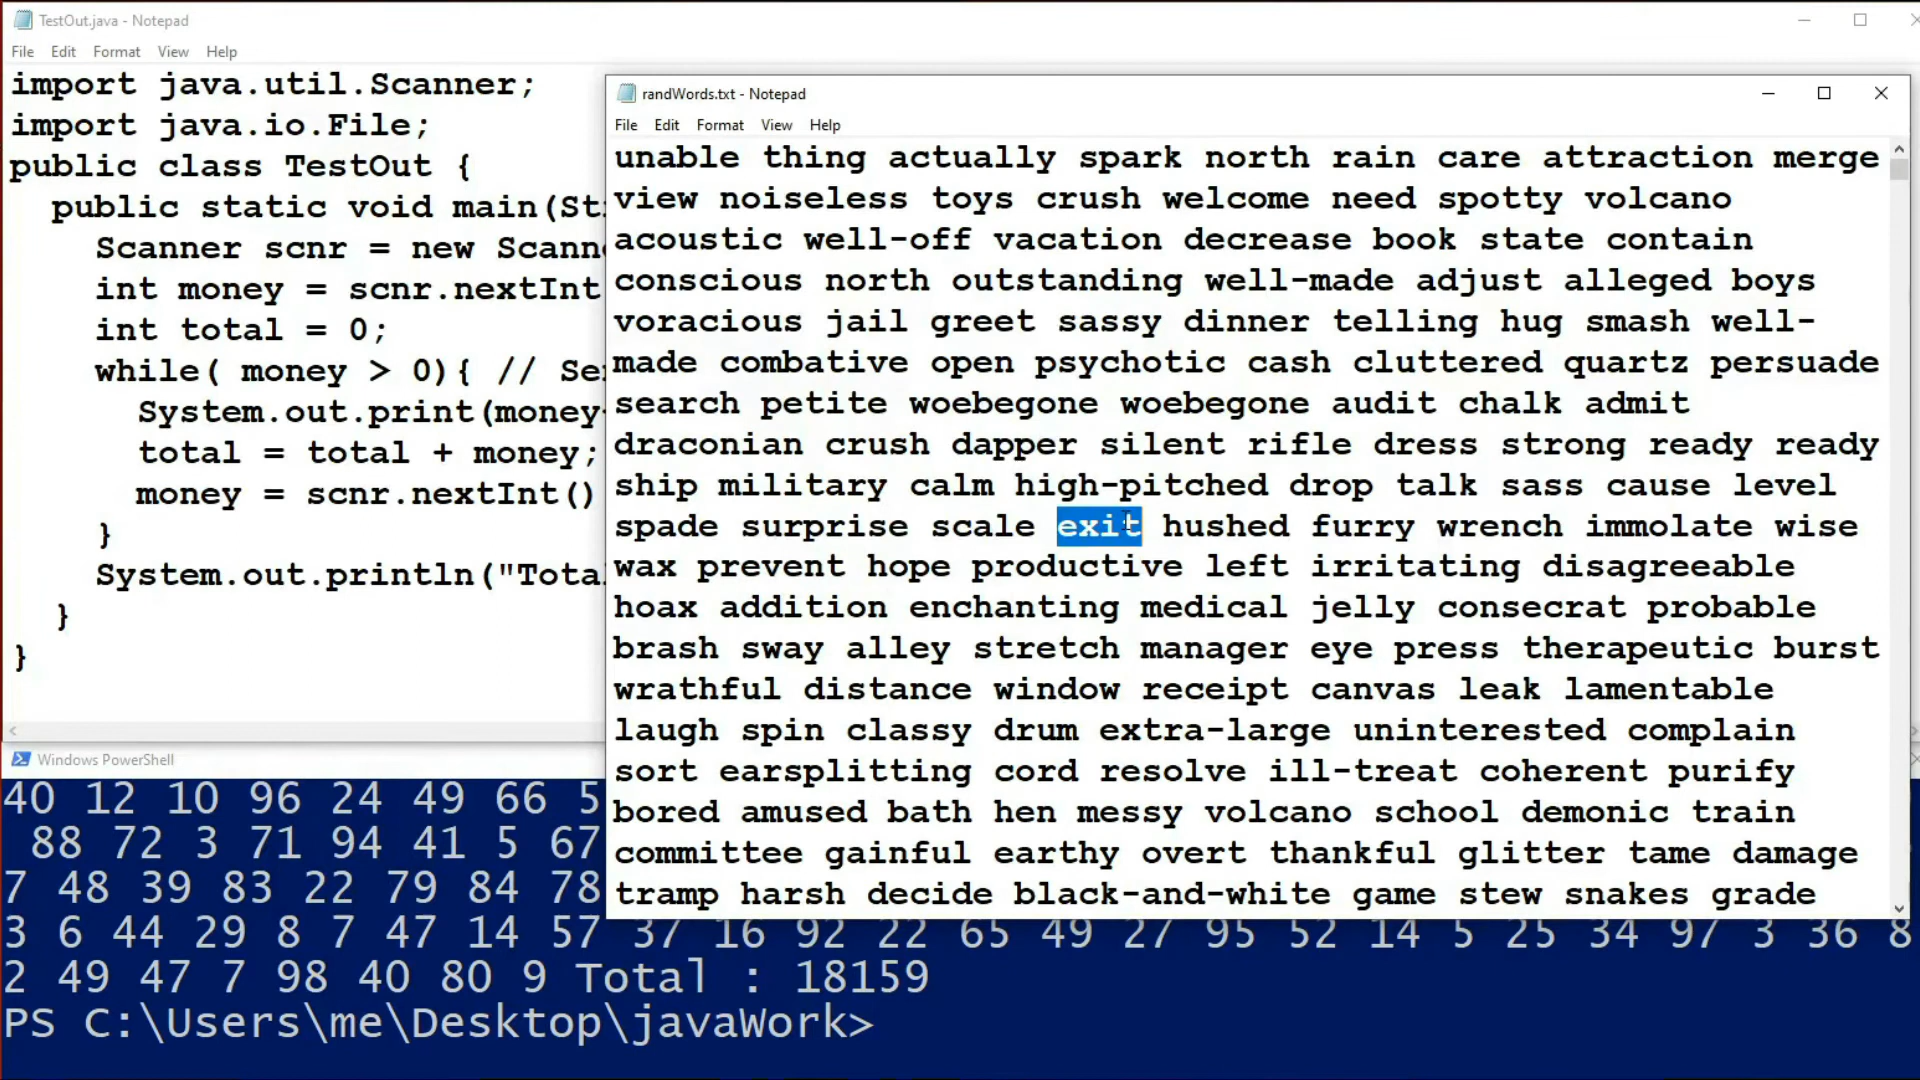 TestOut.java - Notepad
File Edit Format View Help
import java.util.Scanner;
import java.io.File;
public class TestOut {
public static void main(
Scanner scnr = new
int money = scnr.nextInt
int total = 0;
while( money > 0){ //
System.out.print(money
total = total + money;
money = scnr.nextInt()
}
System.out.println("
}
}
randWords.txt - Notepad
File Edit Format View Help
unable thing actually spark north rain care attraction merge
view noiseless toys crush welcome need spotty volcano
acoustic well-off vacation decrease book state contain
conscious north outstanding well-made adjust alleged boys
voracious jail greet sassy dinner telling hug smash well-
made combative open psychotic cash cluttered quartz persuade
search petite woebegone woebegone audit chalk admit
draconian crush dapper silent rifle dress strong ready ready
ship military calm high-pitched drop talk sass cause level
spade surprise scale exit hushed furry wrench immolate wise
wax prevent hope productive left irritating disagreeable
hoax addition enchanting medical jelly consecrat probable
brash sway alley stretch manager eye press therapeutic burst
wrathful distance window receipt canvas leak lamentable
laugh spin classy drum extra-large uninterested complain
sort earsplitting cord resolve ill-treat coherent purify
bored amused bath hen messy volcano school demonic train
committee gainful earthy overt thankful glitter tame damage
tramp harsh decide black-and-white game stew snakes grade
Windows PowerShell
40 12 10 96 24 49 66 5
88 72 3 71 94 41 5 67
7 48 39 83 22 79 84 78
3 6 44 29 8 7 47 14 57 37 16 92 22 65 49 27 95 52 14 5 25 34 97 3 36 8
2 49 47 7 98 40 80 9 Total : 18159
PS C:\Users\me\Desktop\javaWork>